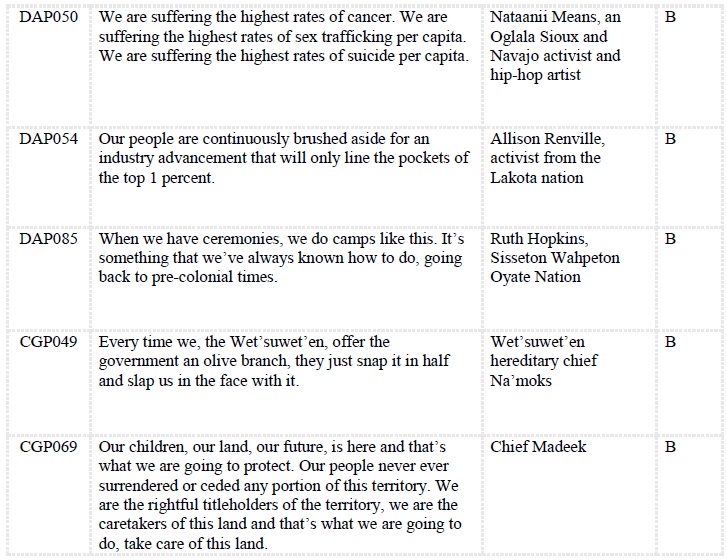 DAP050 We are suffering the highest rates of cancer. We are Nataanii Means, an B
suffering the highest rates of sex trafficking per capita. Oglala Sioux and
We are suffering the highest rates of suicide per capita. Navajo activist and
hip-hop artist
DAP054 Our people are continuously brushed aside for an Allison Renville, B
industry advancement that will only line the pockets of activist from the
the top 1 percent. Lakota nation
DAP085 When we have ceremonies, we do camps like this. It’s Ruth Hopkins, B
something that we’ve always known how to do, going Sisseton Wahpeton
back to pre-colonial times. Oyate Nation
CGP049 Every time we, the Wet’suwet’en, offer the Wet’suwet’en B
government an olive branch, they just snap it in half hereditary chief
and slap us in the face with it. Na’moks
CGP069 Our children, our land, our future, is here and that’s Chief Madeek B
what we are going to protect. Our people never ever
surrendered or ceded any portion of this territory. We
are the rightful titleholders of the territory, we are the
caretakers of this land and that’s what we are going to
do, take care of this land.